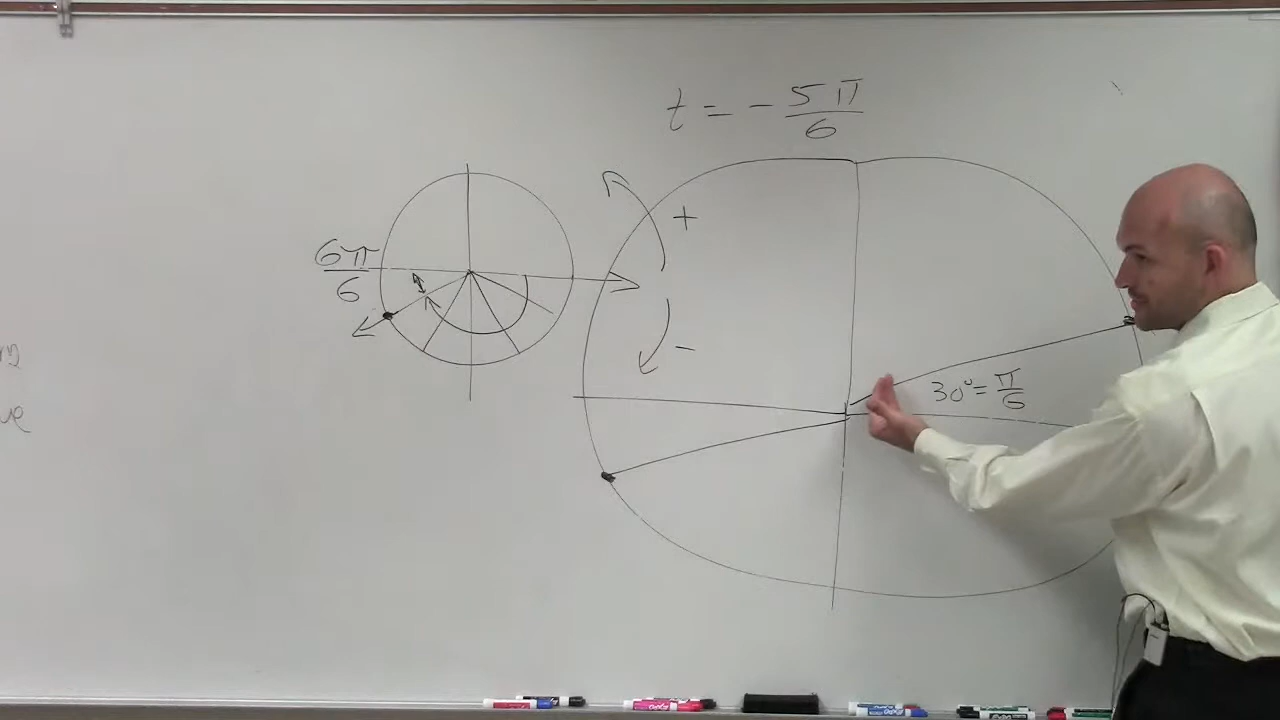 t = - 5π/6
+
6π/6
-
30° = π/6